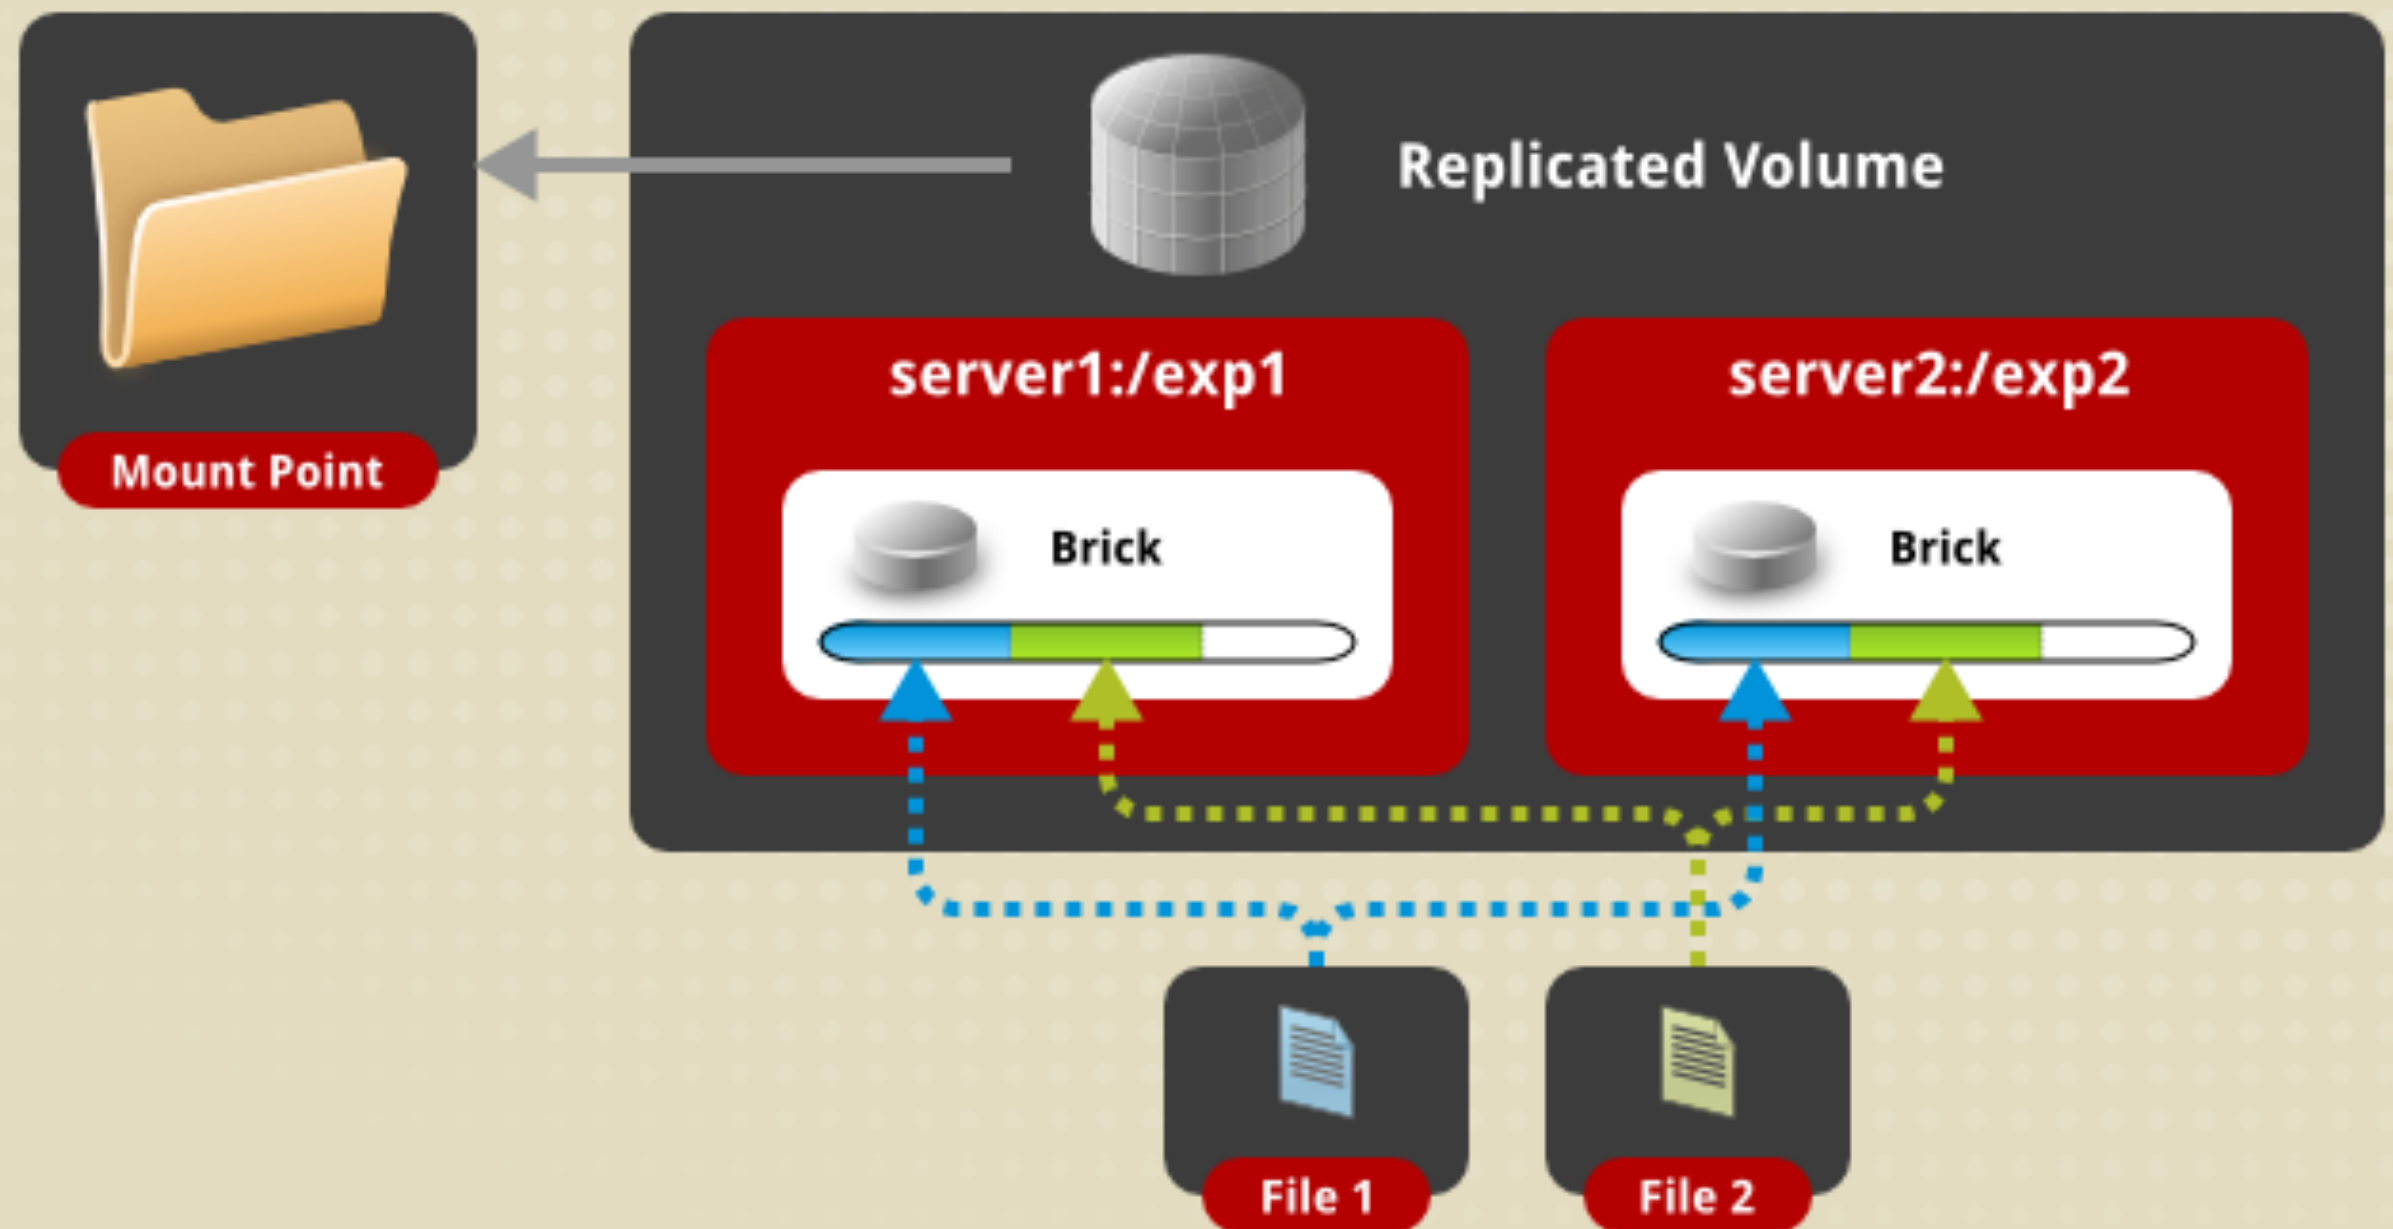 Replicated Volume
Mount Point
server1:/exp1
server2:/exp2
Brick
Brick
File 1
File 2